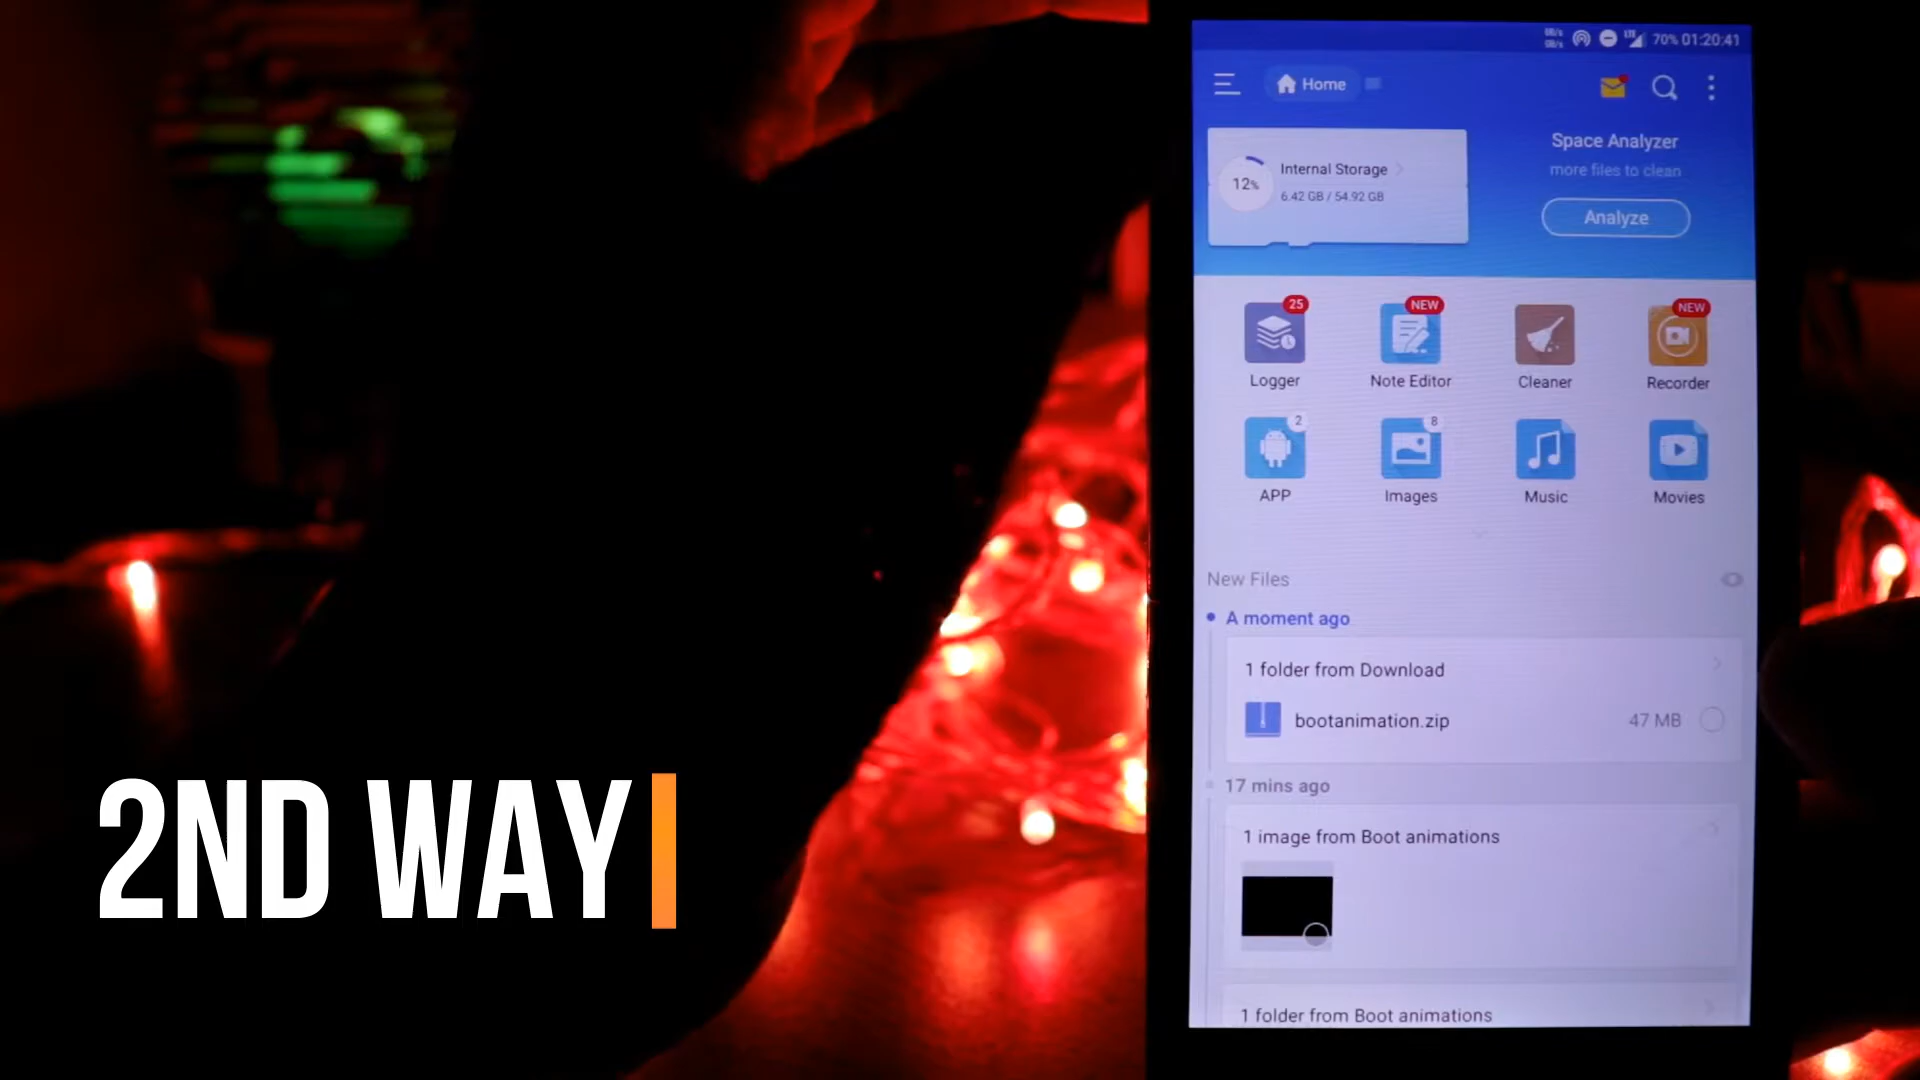 70% 01:20:41
Home
Space Analyzer
more files to clean
Analyze
12%
Internal Storage
6.42 GB / 54.92 GB
25
NEW
NEW
Logger
Note Editor
Cleaner
Recorder
2
8
APP
Images
Music
Movies
New Files
A moment ago
1 folder from Download
bootanimation.zip
47 MB
17 mins ago
1 image from Boot animations
1 folder from Boot animations
2ND WAY